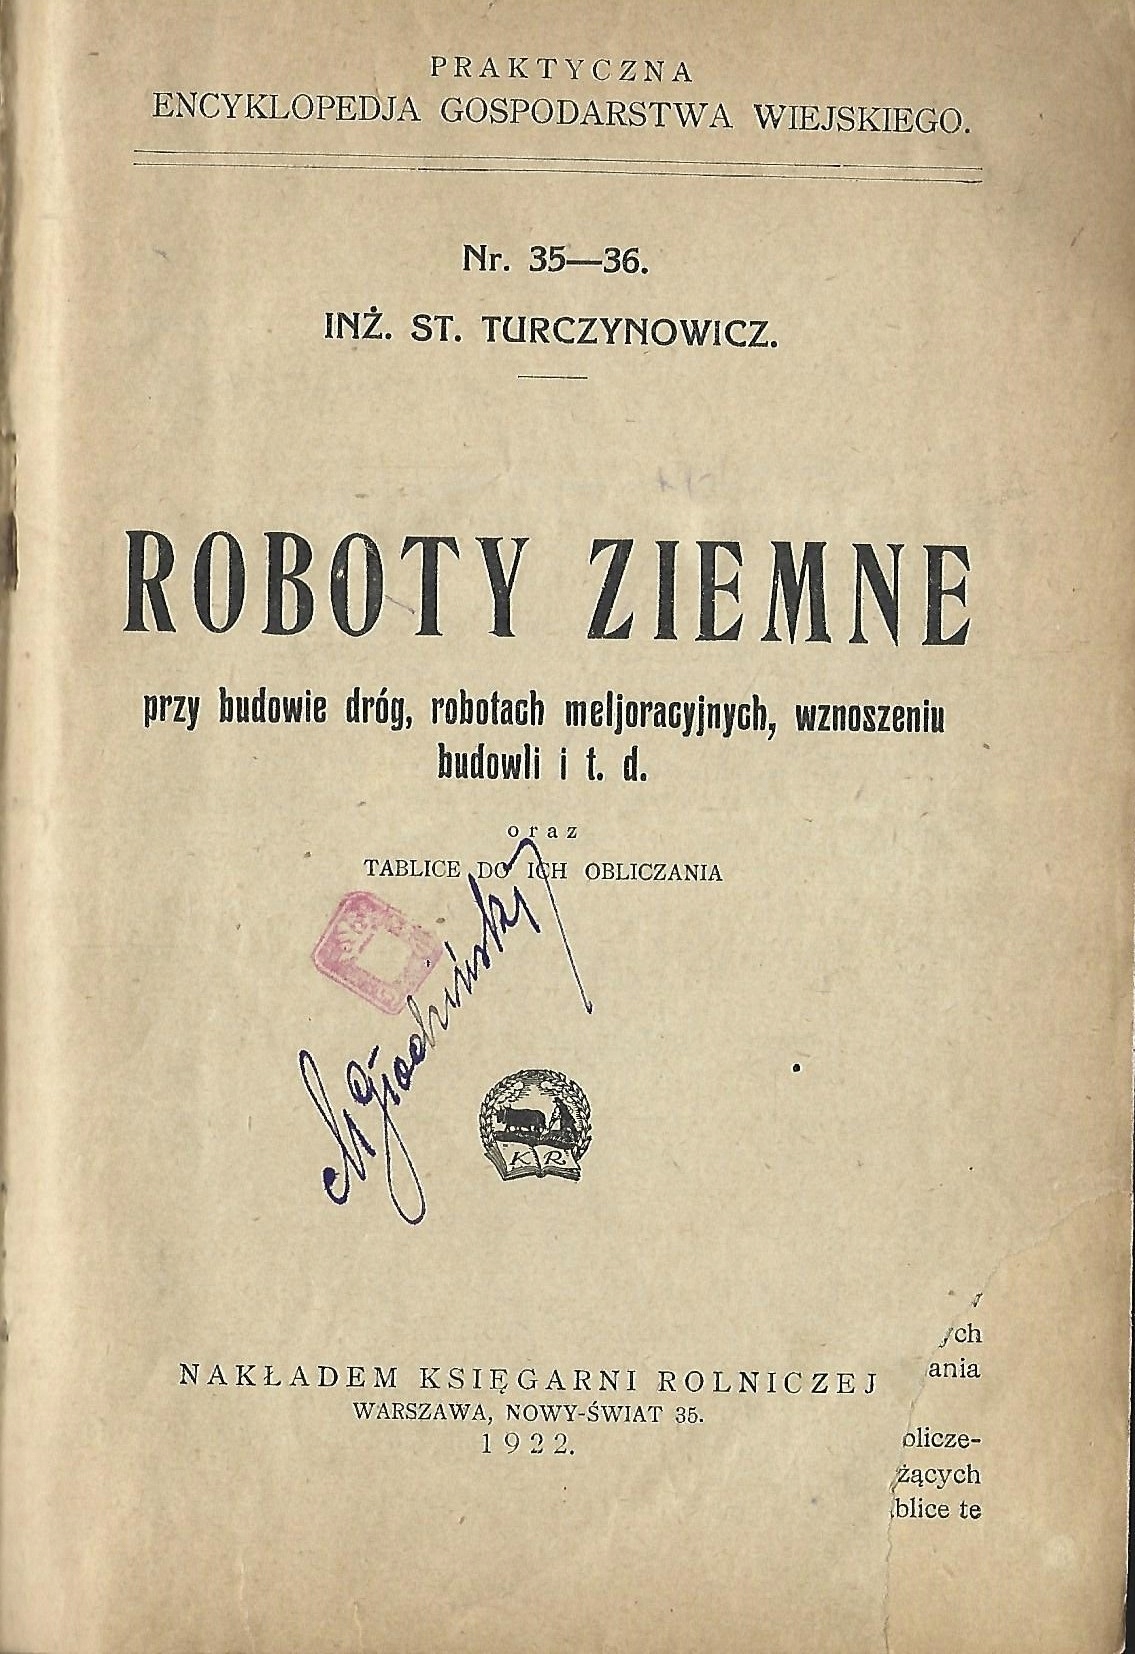 PRAKTYCZNA
ENCYKLOPEDJA GOSPODARSTWA WIEJSKIEGO.
Nr. 35—36.
INŻ. ST. TURCZYNOWICZ.
ROBOTY ZIEMNE
przy budowie dróg, robotach meljoracyjnych, wznoszeniu
budowli i t. d.
oraz
TABLICE DO ICH OBLICZANIA
K R
NAKŁADEM KSIĘGARNI ROLNICZEJ
WARSZAWA, NOWY-ŚWIAT 35.
1922.
ych
ania
olicze-
żących
blice te